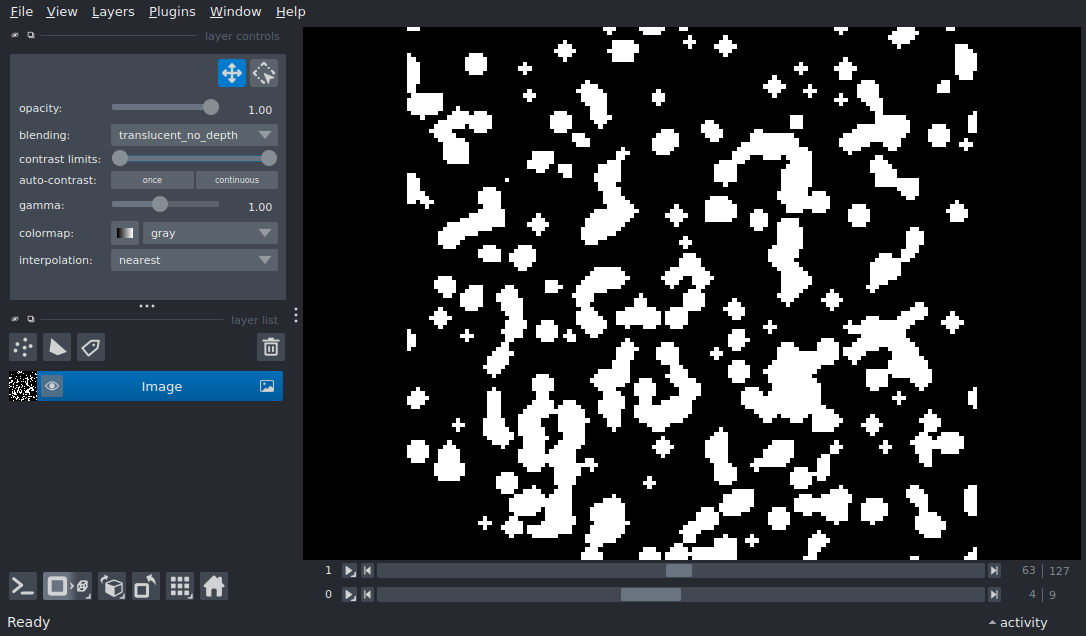 File View Layers Plugins Window Help
layer controls
opacity: 1.00
blending: translucent_no_depth
contrast limits:
auto-contrast: once continuous
gamma: 1.00
colormap: gray
interpolation: nearest
layer list
Image
1 63 127
0 4 9
Ready activity